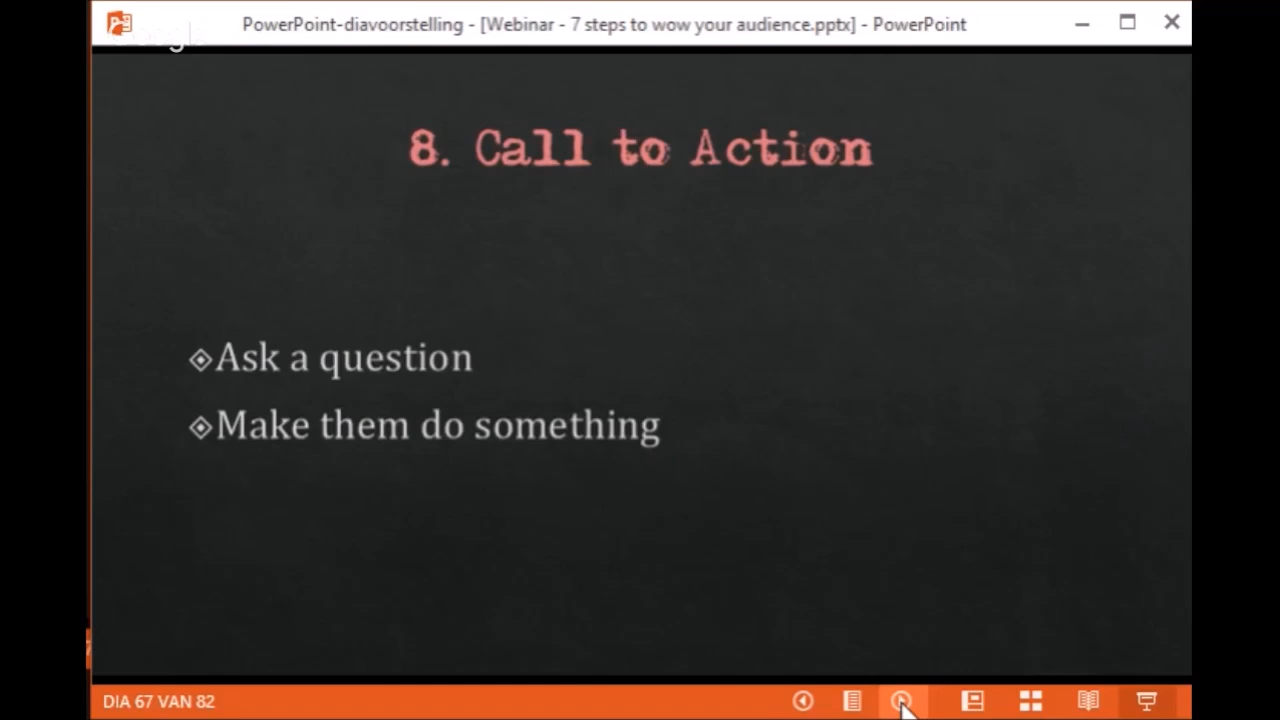 PowerPoint-diavoorstelling - [Webinar - 7 steps to wow your audience.pptx] - PowerPoint
8. Call to Action
Ask a question
Make them do something
DIA 67 VAN 82